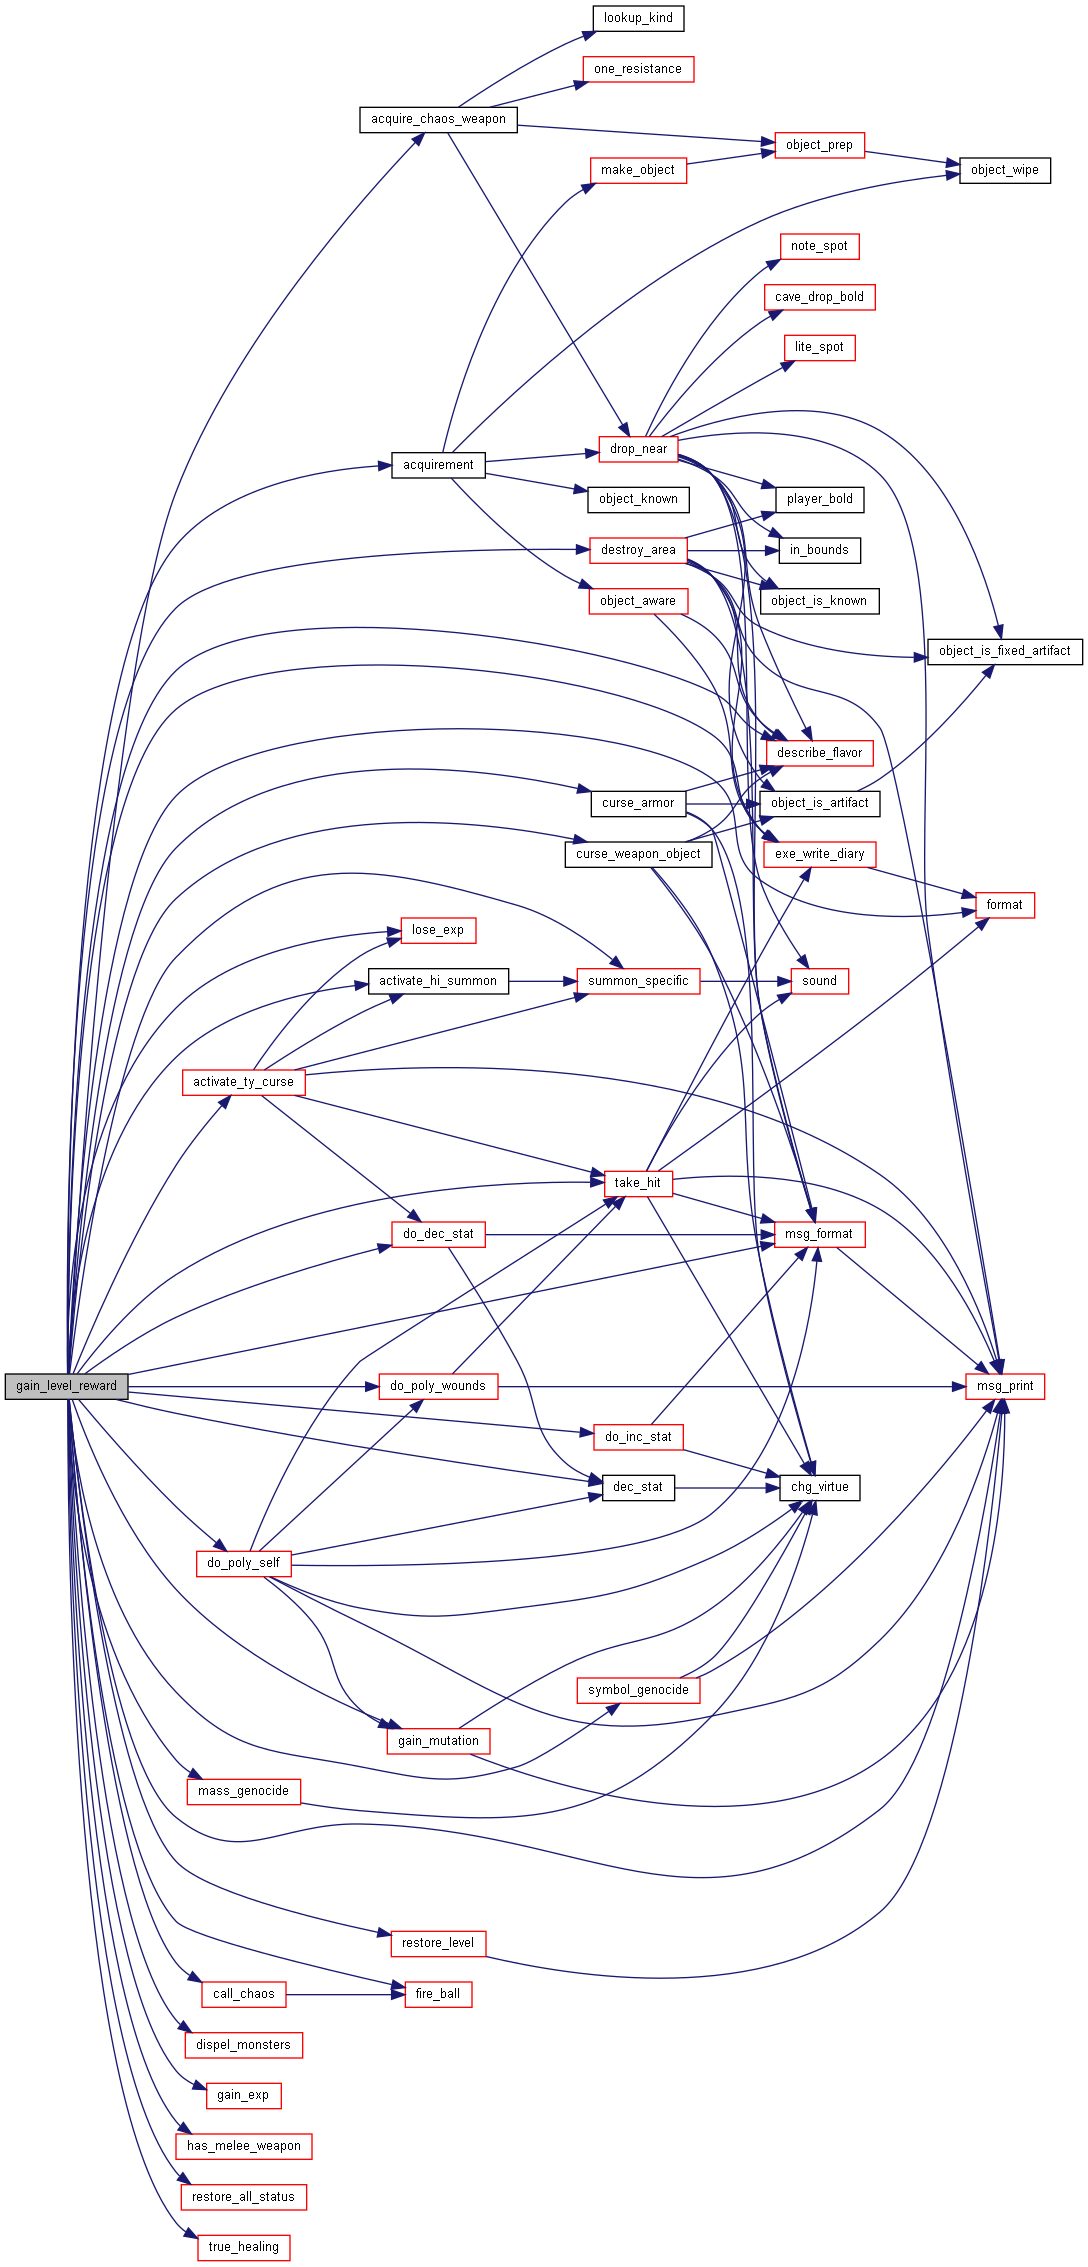 lookup_kind
one_resistance
acquire_chaos_weapon
object_prep
make_object
object_wipe
note_spot
cave_drop_bold
lite_spot
drop_near
acquirement
object_known
player_bold
destroy_area
in_bounds
object_aware
object_is_known
object_is_fixed_artifact
describe_flavor
curse_armor
object_is_artifact
curse_weapon_object
exe_write_diary
format
lose_exp
activate_hi_summon
summon_specific
sound
activate_ty_curse
take_hit
do_dec_stat
msg_format
gain_level_reward
do_poly_wounds
msg_print
do_inc_stat
dec_stat
chg_virtue
do_poly_self
symbol_genocide
gain_mutation
mass_genocide
restore_level
call_chaos
fire_ball
dispel_monsters
gain_exp
has_melee_weapon
restore_all_status
true_healing